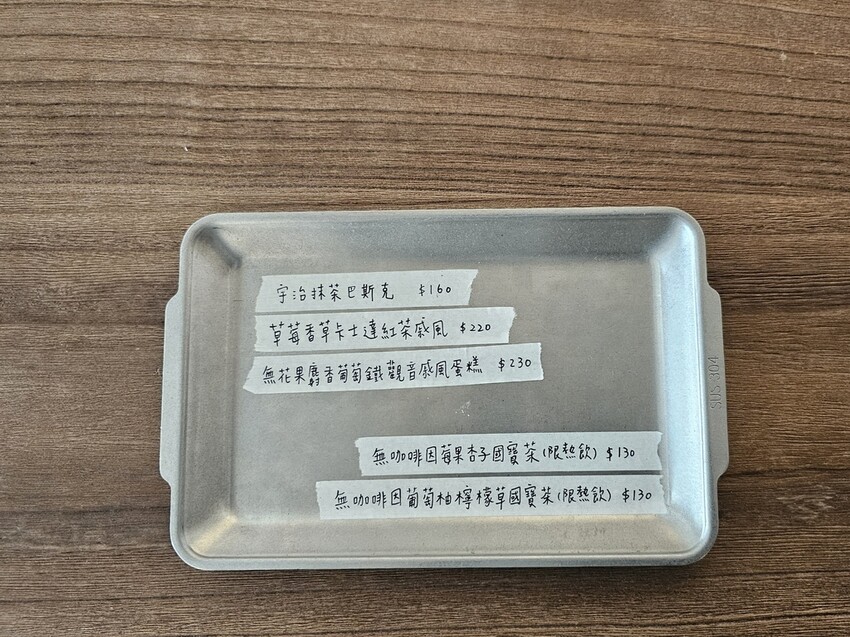 宇治抹茶巴斯克 $160
草莓香草卡士達紅茶戚風 $220
無花果麝香葡萄鐵觀音戚風蛋糕 $230
無咖啡因莓果杏子國寶茶(限熱飲) $130
無咖啡因葡萄柚檸檬草國寶茶(限熱飲) $130
SUS 304